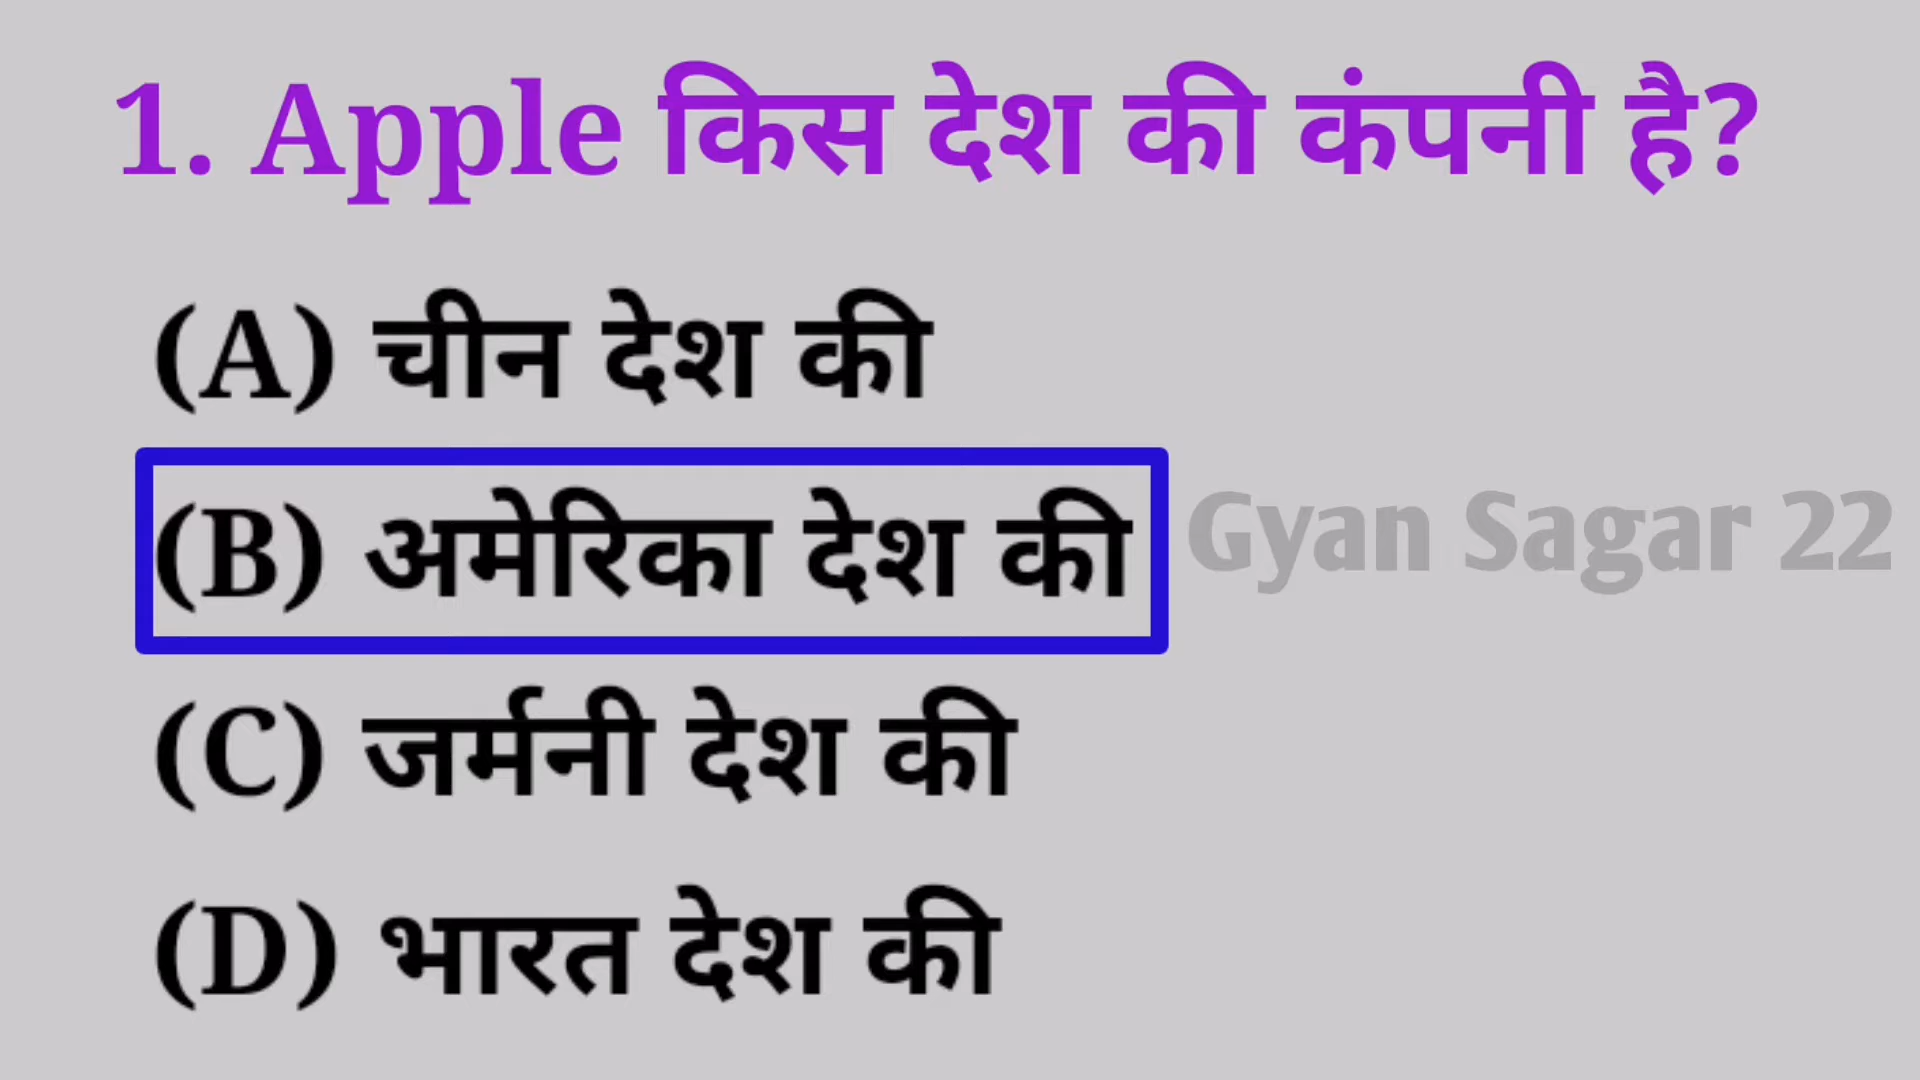 1. Apple किस देश की कंपनी है?
(A) चीन देश की
(B) अमेरिका देश की
Gyan Sagar 22
(C) जर्मनी देश की
(D) भारत देश की